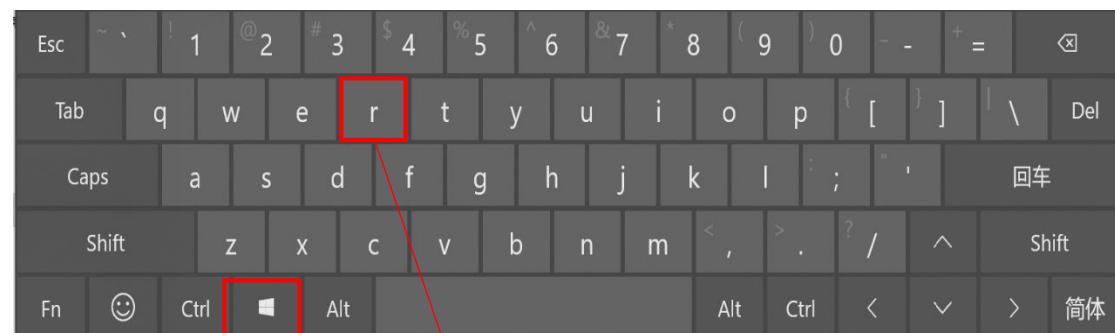 Esc ~ ` ! 1 @ 2 # 3 $ 4 % 5 ^ 6 & 7 * 8 ( 9 ) 0 _ - + =
Tab q w e r t y u i o p { [ } ] | \ Del
Caps a s d f g h j k l : ; " ' 回车
Shift z x c v b n m < , > . ? / Shift
Fn Ctrl Alt Alt Ctrl 简体